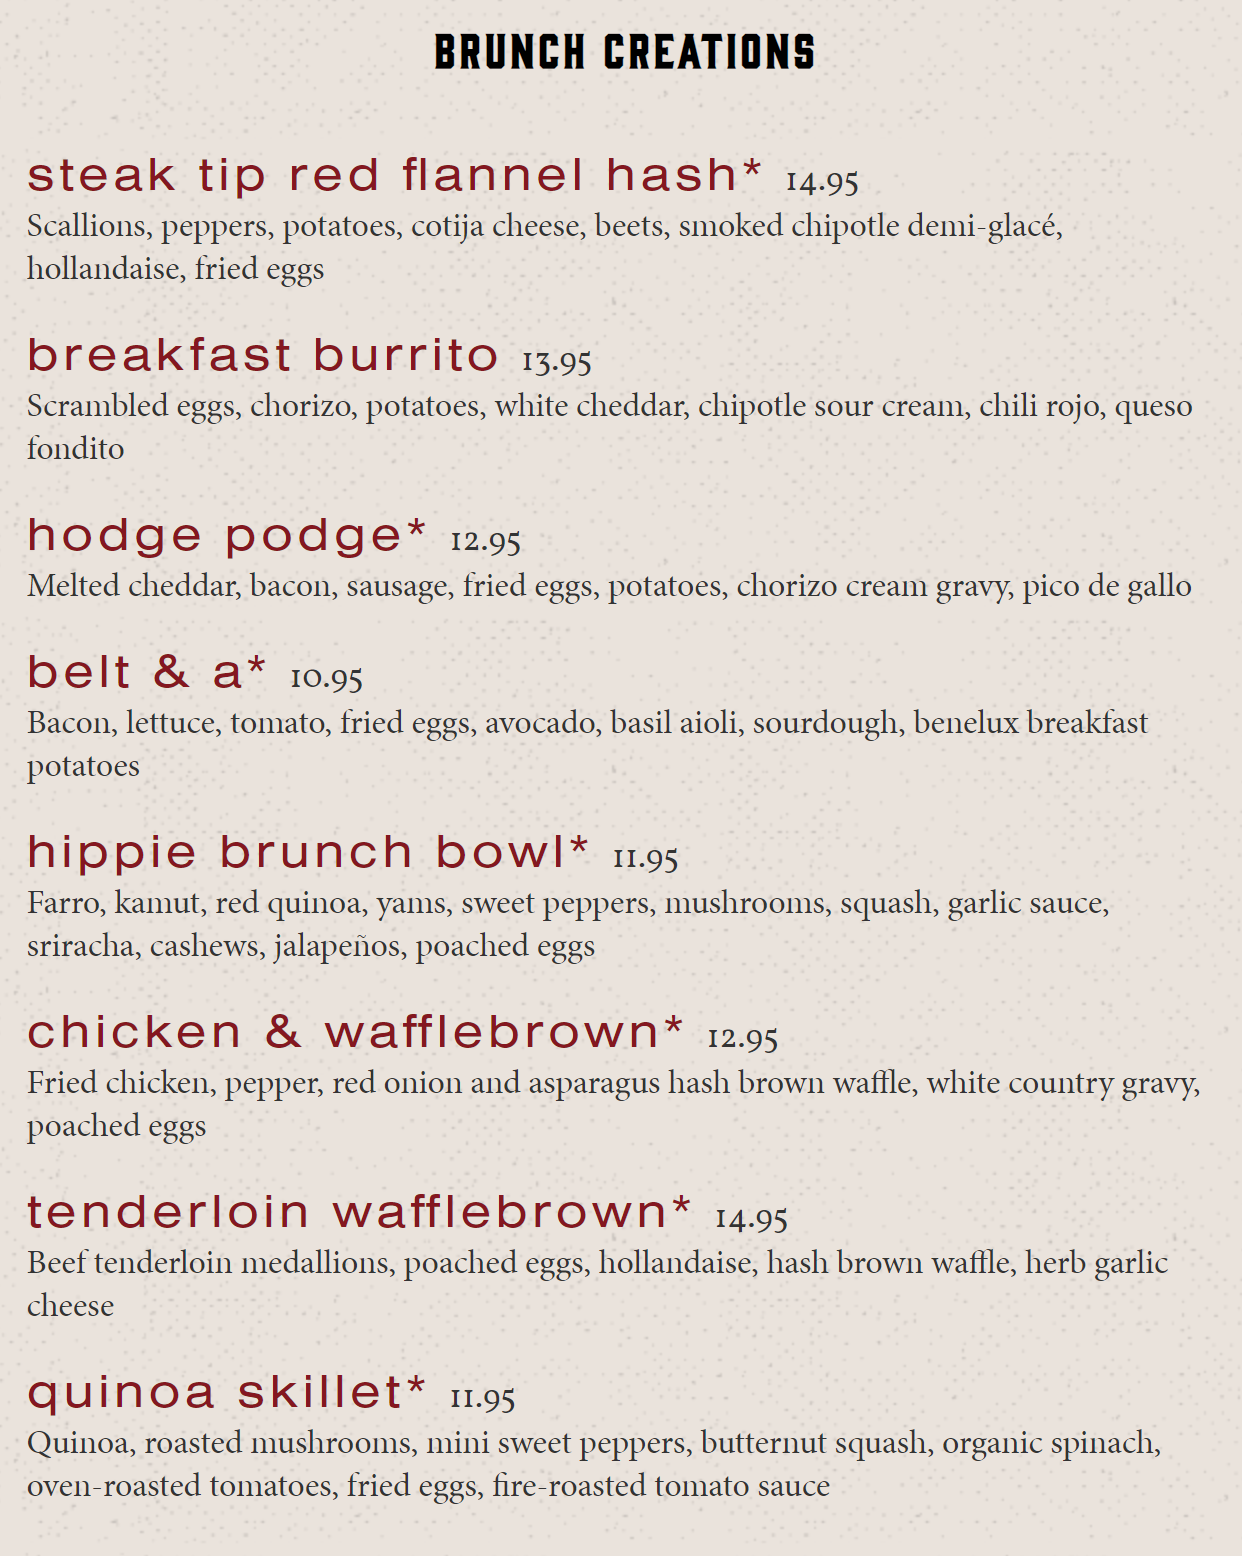 BRUNCH CREATIONS
steak tip red flannel hash* 14.95
Scallions, peppers, potatoes, cotija cheese, beets, smoked chipotle demi-glacé,
hollandaise, fried eggs
breakfast burrito 13.95
Scrambled eggs, chorizo, potatoes, white cheddar, chipotle sour cream, chili rojo, queso
fondito
hodge podge* 12.95
Melted cheddar, bacon, sausage, fried eggs, potatoes, chorizo cream gravy, pico de gallo
belt & a* 10.95
Bacon, lettuce, tomato, fried eggs, avocado, basil aioli, sourdough, benelux breakfast
potatoes
hippie brunch bowl* 11.95
Farro, kamut, red quinoa, yams, sweet peppers, mushrooms, squash, garlic sauce,
sriracha, cashews, jalapeños, poached eggs
chicken & wafflebrown* 12.95
Fried chicken, pepper, red onion and asparagus hash brown waffle, white country gravy,
poached eggs
tenderloin wafflebrown* 14.95
Beef tenderloin medallions, poached eggs, hollandaise, hash brown waffle, herb garlic
cheese
quinoa skillet* 11.95
Quinoa, roasted mushrooms, mini sweet peppers, butternut squash, organic spinach,
oven-roasted tomatoes, fried eggs, fire-roasted tomato sauce